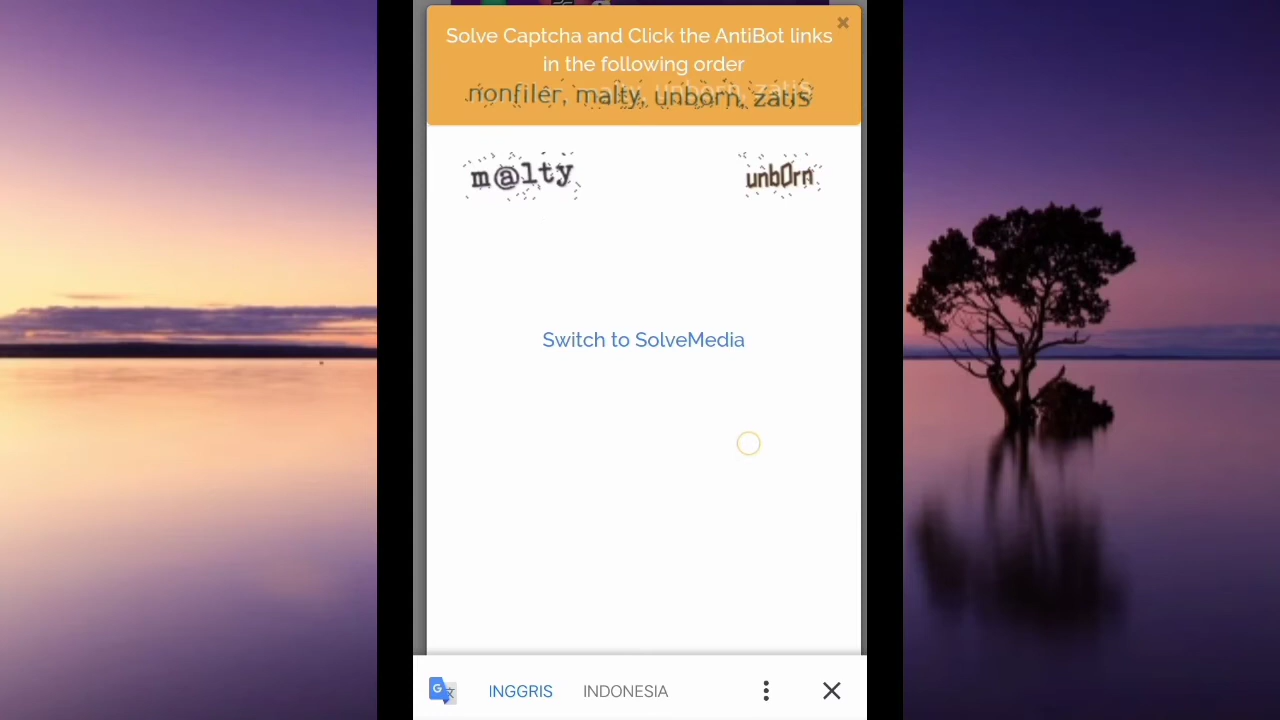 Solve Captcha and Click the AntiBot links
in the following order
nonfiler, malty, unborn, zatis
m@lty unb0rn
Switch to SolveMedia
INGGRIS INDONESIA